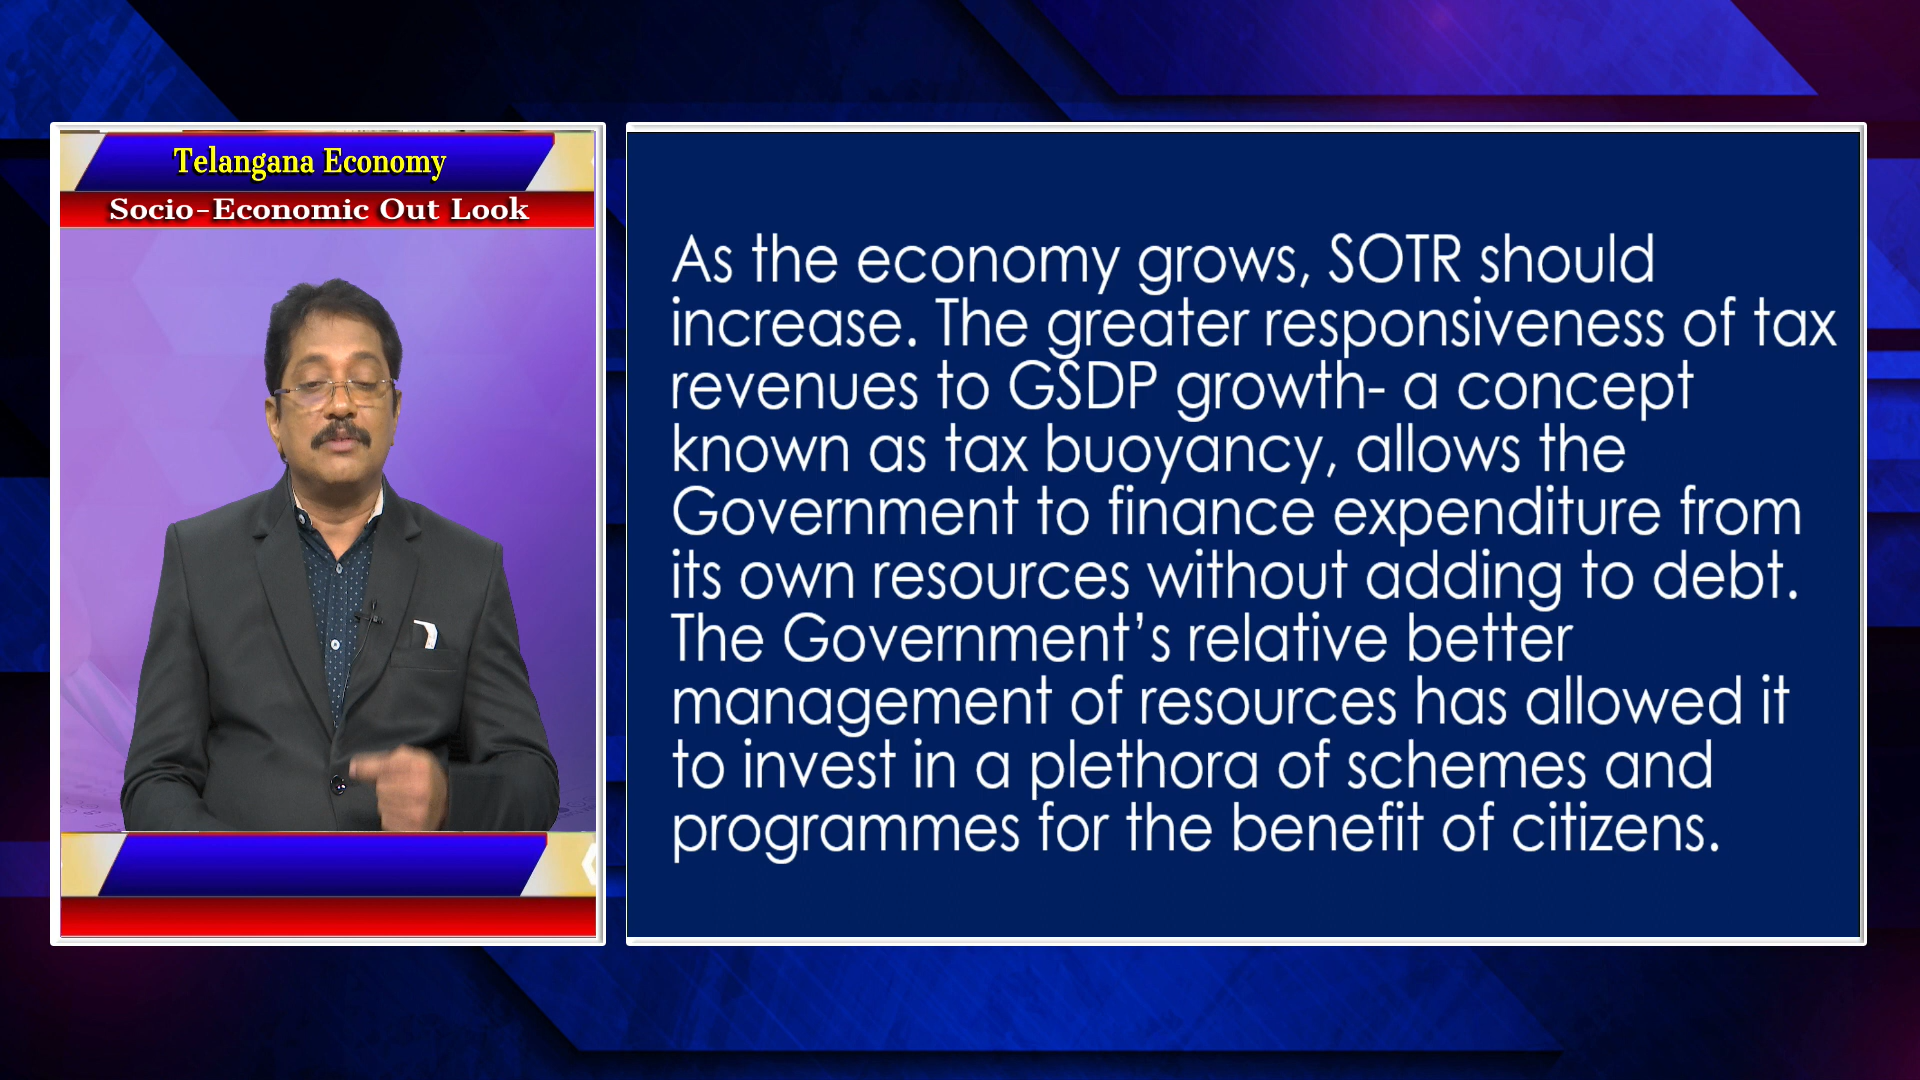 Telangana Economy
Socio-Economic Out Look
As the economy grows, SOTR should
increase. The greater responsiveness of tax
revenues to GSDP growth- a concept
known as tax buoyancy, allows the
Government to finance expenditure from
its own resources without adding to debt.
The Government’s relative better
management of resources has allowed it
to invest in a plethora of schemes and
programmes for the benefit of citizens.